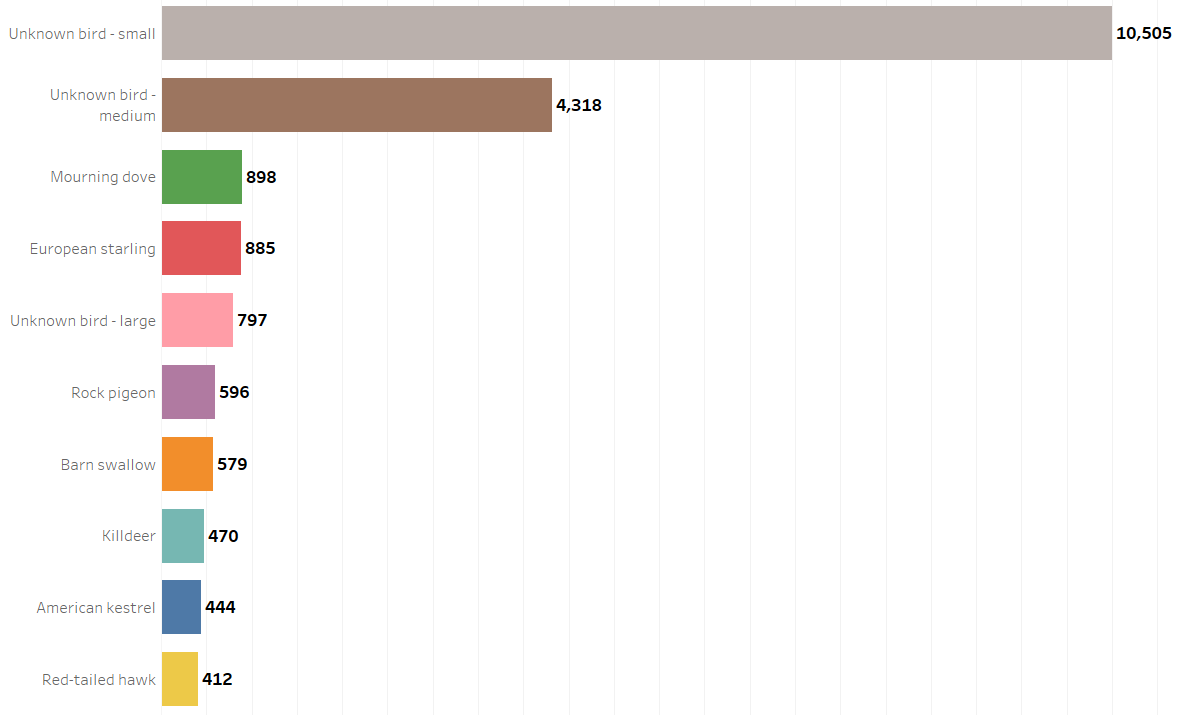 Unknown bird - small 10,505
Unknown bird -
medium 4,318
Mourning dove 898
European starling 885
Unknown bird - large 797
Rock pigeon 596
Barn swallow 579
Killdeer 470
American kestrel 444
Red-tailed hawk 412